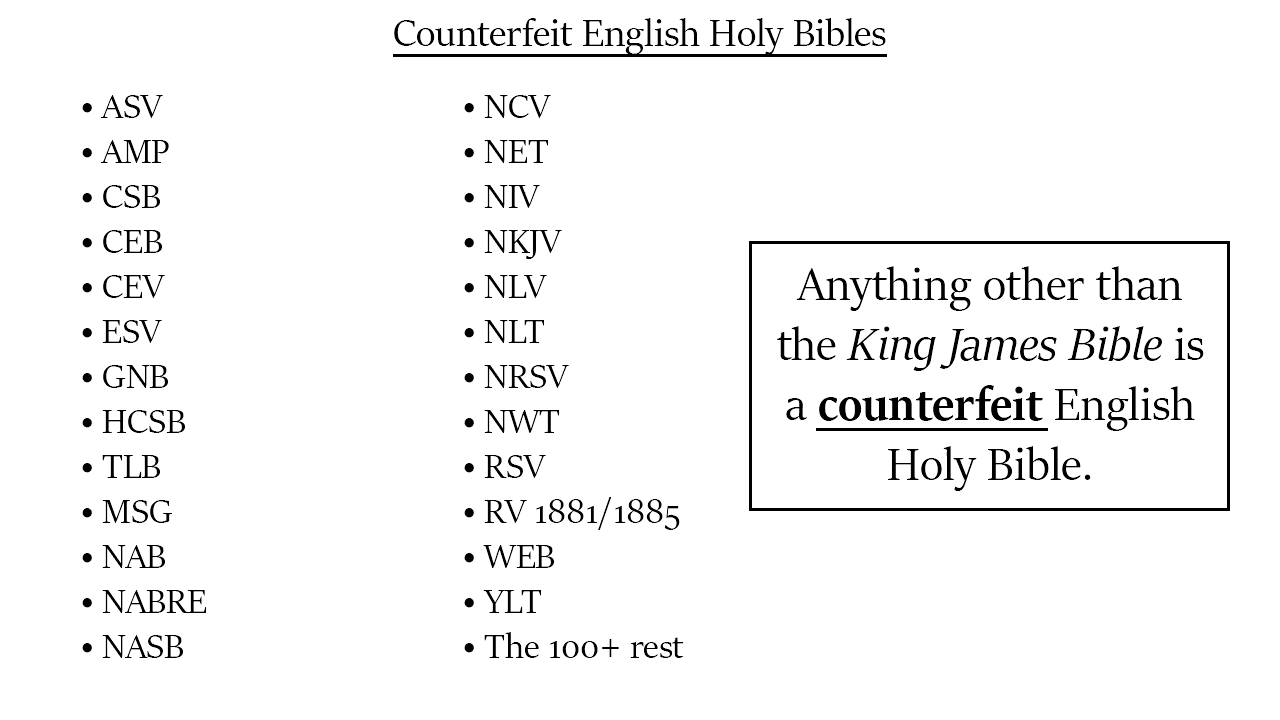 Counterfeit English Holy Bibles
• ASV
• AMP
• CSB
• CEB
• CEV
• ESV
• GNB
• HCSB
• TLB
• MSG
• NAB
• NABRE
• NASB
• NCV
• NET
• NIV
• NKJV
• NLV
• NLT
• NRSV
• NWT
• RSV
• RV 1881/1885
• WEB
• YLT
• The 100+ rest
Anything other than
the King James Bible is
a counterfeit English
Holy Bible.